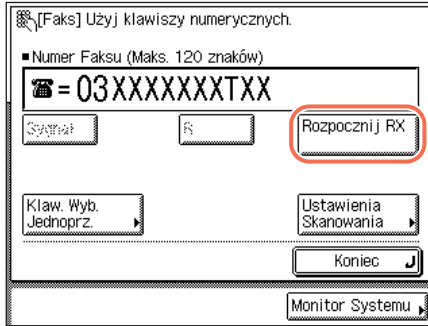 [Faks] Użyj klawiszy numerycznych.
■Numer Faksu (Maks. 120 znaków)
☎=03XXXXXXXTXX
Sygnał
R
Rozpocznij RX
Klaw. Wyb.
Jednoprz.
Ustawienia
Skanowania
Koniec
Monitor Systemu